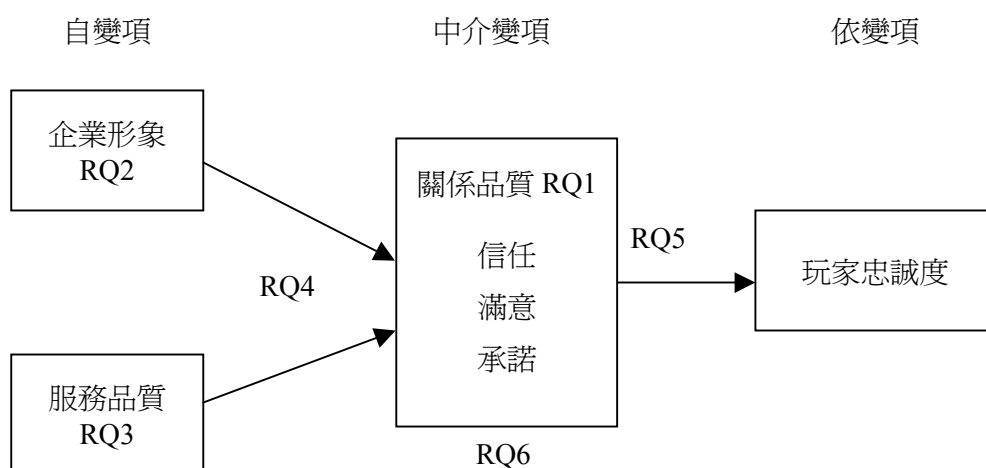 自變項
中介變項
依變項
企業形象
RQ2
關係品質 RQ1
信任
滿意
承諾
RQ4
RQ5
玩家忠誠度
服務品質
RQ3
RQ6